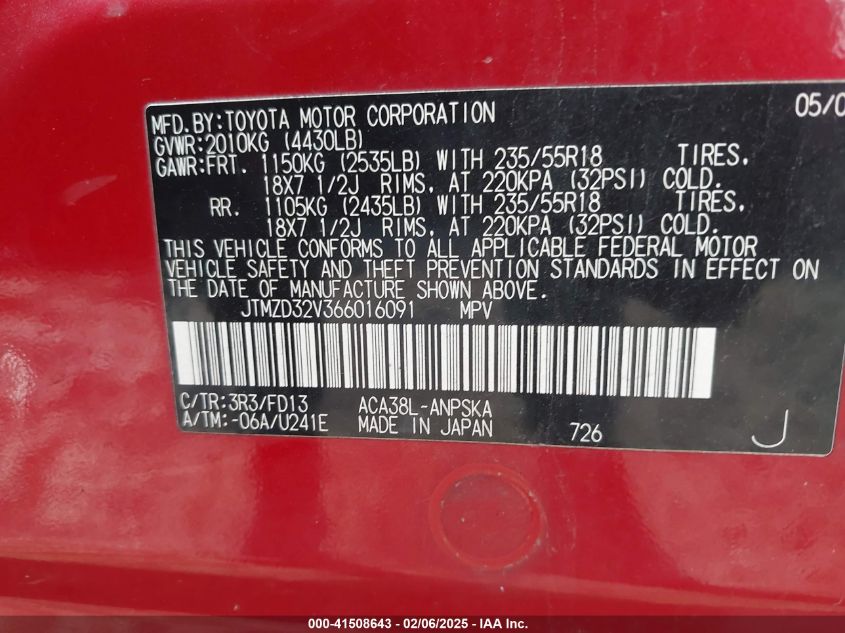 MFD.BY:TOYOTA MOTOR CORPORATION 05/0
GVWR:2010KG (4430LB)
GAWR:FRT. 1150KG (2535LB) WITH 235/55R18 TIRES,
18X7 1/2J RIMS, AT 220KPA (32PSI) COLD.
RR. 1105KG (2435LB) WITH 235/55R18 TIRES,
18X7 1/2J RIMS, AT 220KPA (32PSI) COLD.
THIS VEHICLE CONFORMS TO ALL APPLICABLE FEDERAL MOTOR
VEHICLE SAFETY AND THEFT PREVENTION STANDARDS IN EFFECT ON
THE DATE OF MANUFACTURE SHOWN ABOVE.
JTMZD32V366016091 MPV
C/TR:3R3/FD13 ACA38L-ANPSKA
A/TM:-06A/U241E MADE IN JAPAN 726 J
000-41508643 - 02/06/2025 - IAA Inc.